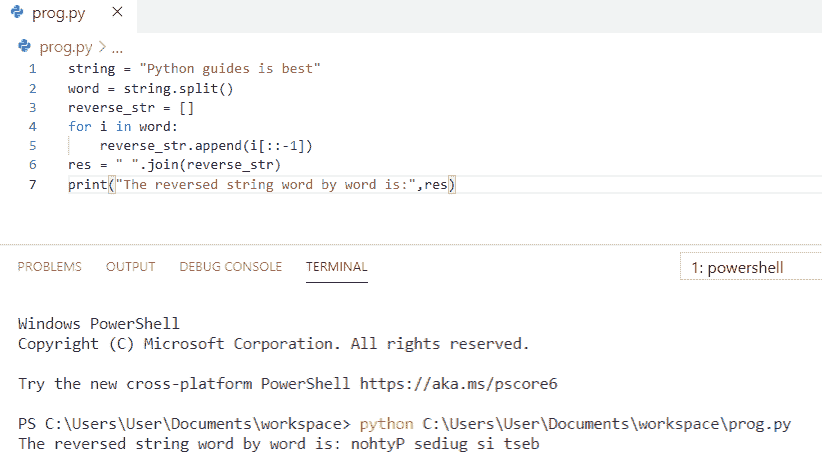 prog.py ×
prog.py > ...
1 string = "Python guides is best"
2 word = string.split()
3 reverse_str = []
4 for i in word:
5     reverse_str.append(i[::-1])
6 res = " ".join(reverse_str)
7 print("The reversed string word by word is:",res)
PROBLEMS OUTPUT DEBUG CONSOLE TERMINAL 1: powershell
Windows PowerShell
Copyright (C) Microsoft Corporation. All rights reserved.
Try the new cross-platform PowerShell https://aka.ms/pscore6
PS C:\Users\User\Documents\workspace> python C:\Users\User\Documents\workspace\prog.py
The reversed string word by word is: nohtyP sediug si tseb